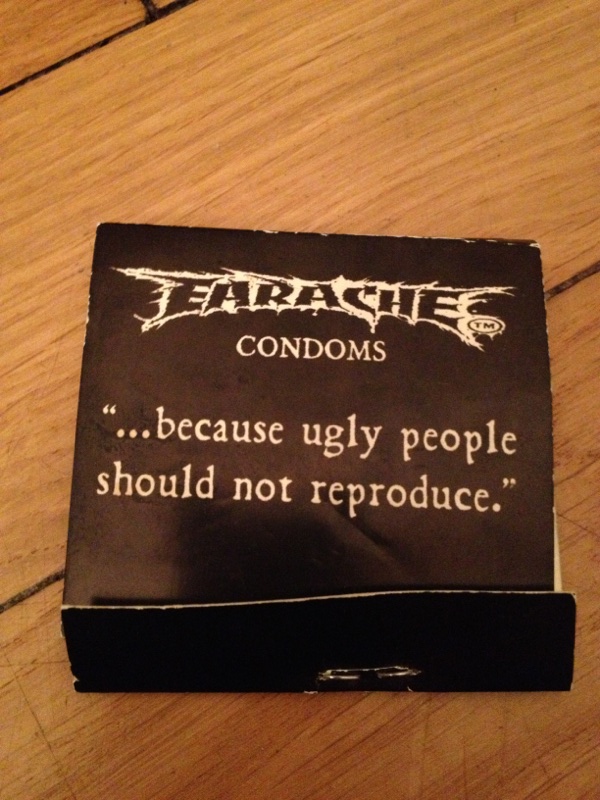 EARACHE TM
CONDOMS
“...because ugly people
should not reproduce.”